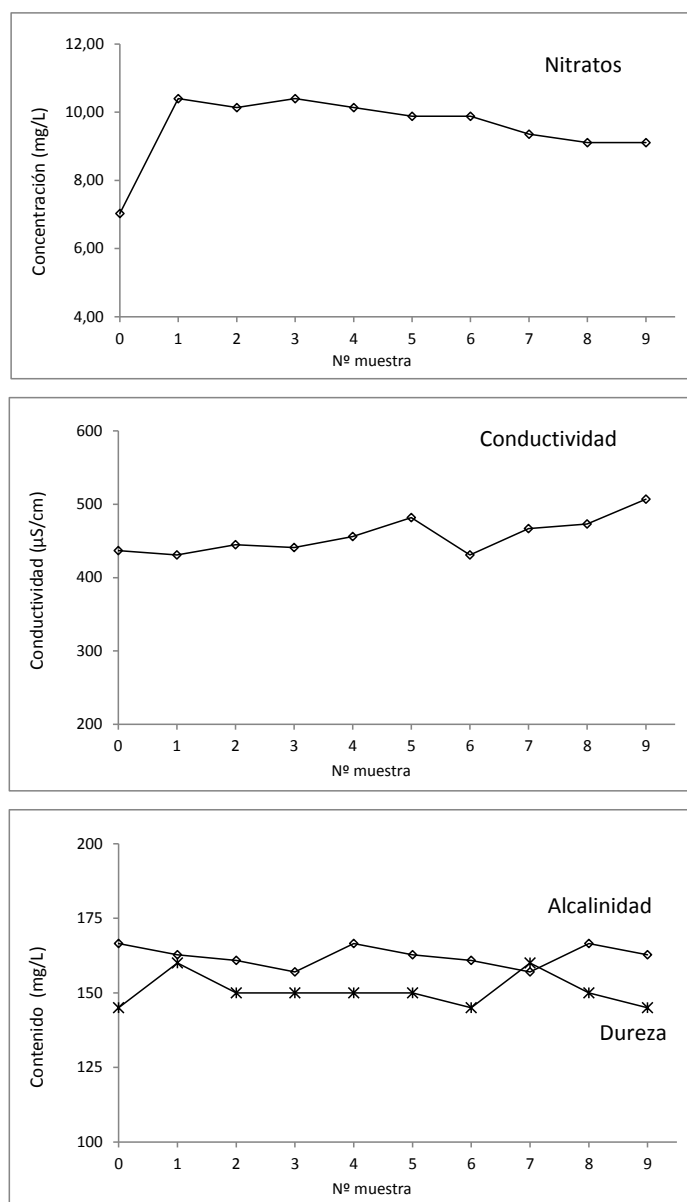 Nitratos
Concentración (mg/L)
12,00
10,00
8,00
6,00
4,00
0 1 2 3 4 5 6 7 8 9
Nº muestra
Conductividad
Conductividad (µS/cm)
600
500
400
300
200
0 1 2 3 4 5 6 7 8 9
Nº muestra
Alcalinidad
Dureza
Contenido (mg/L)
200
175
150
125
100
0 1 2 3 4 5 6 7 8 9
Nº muestra